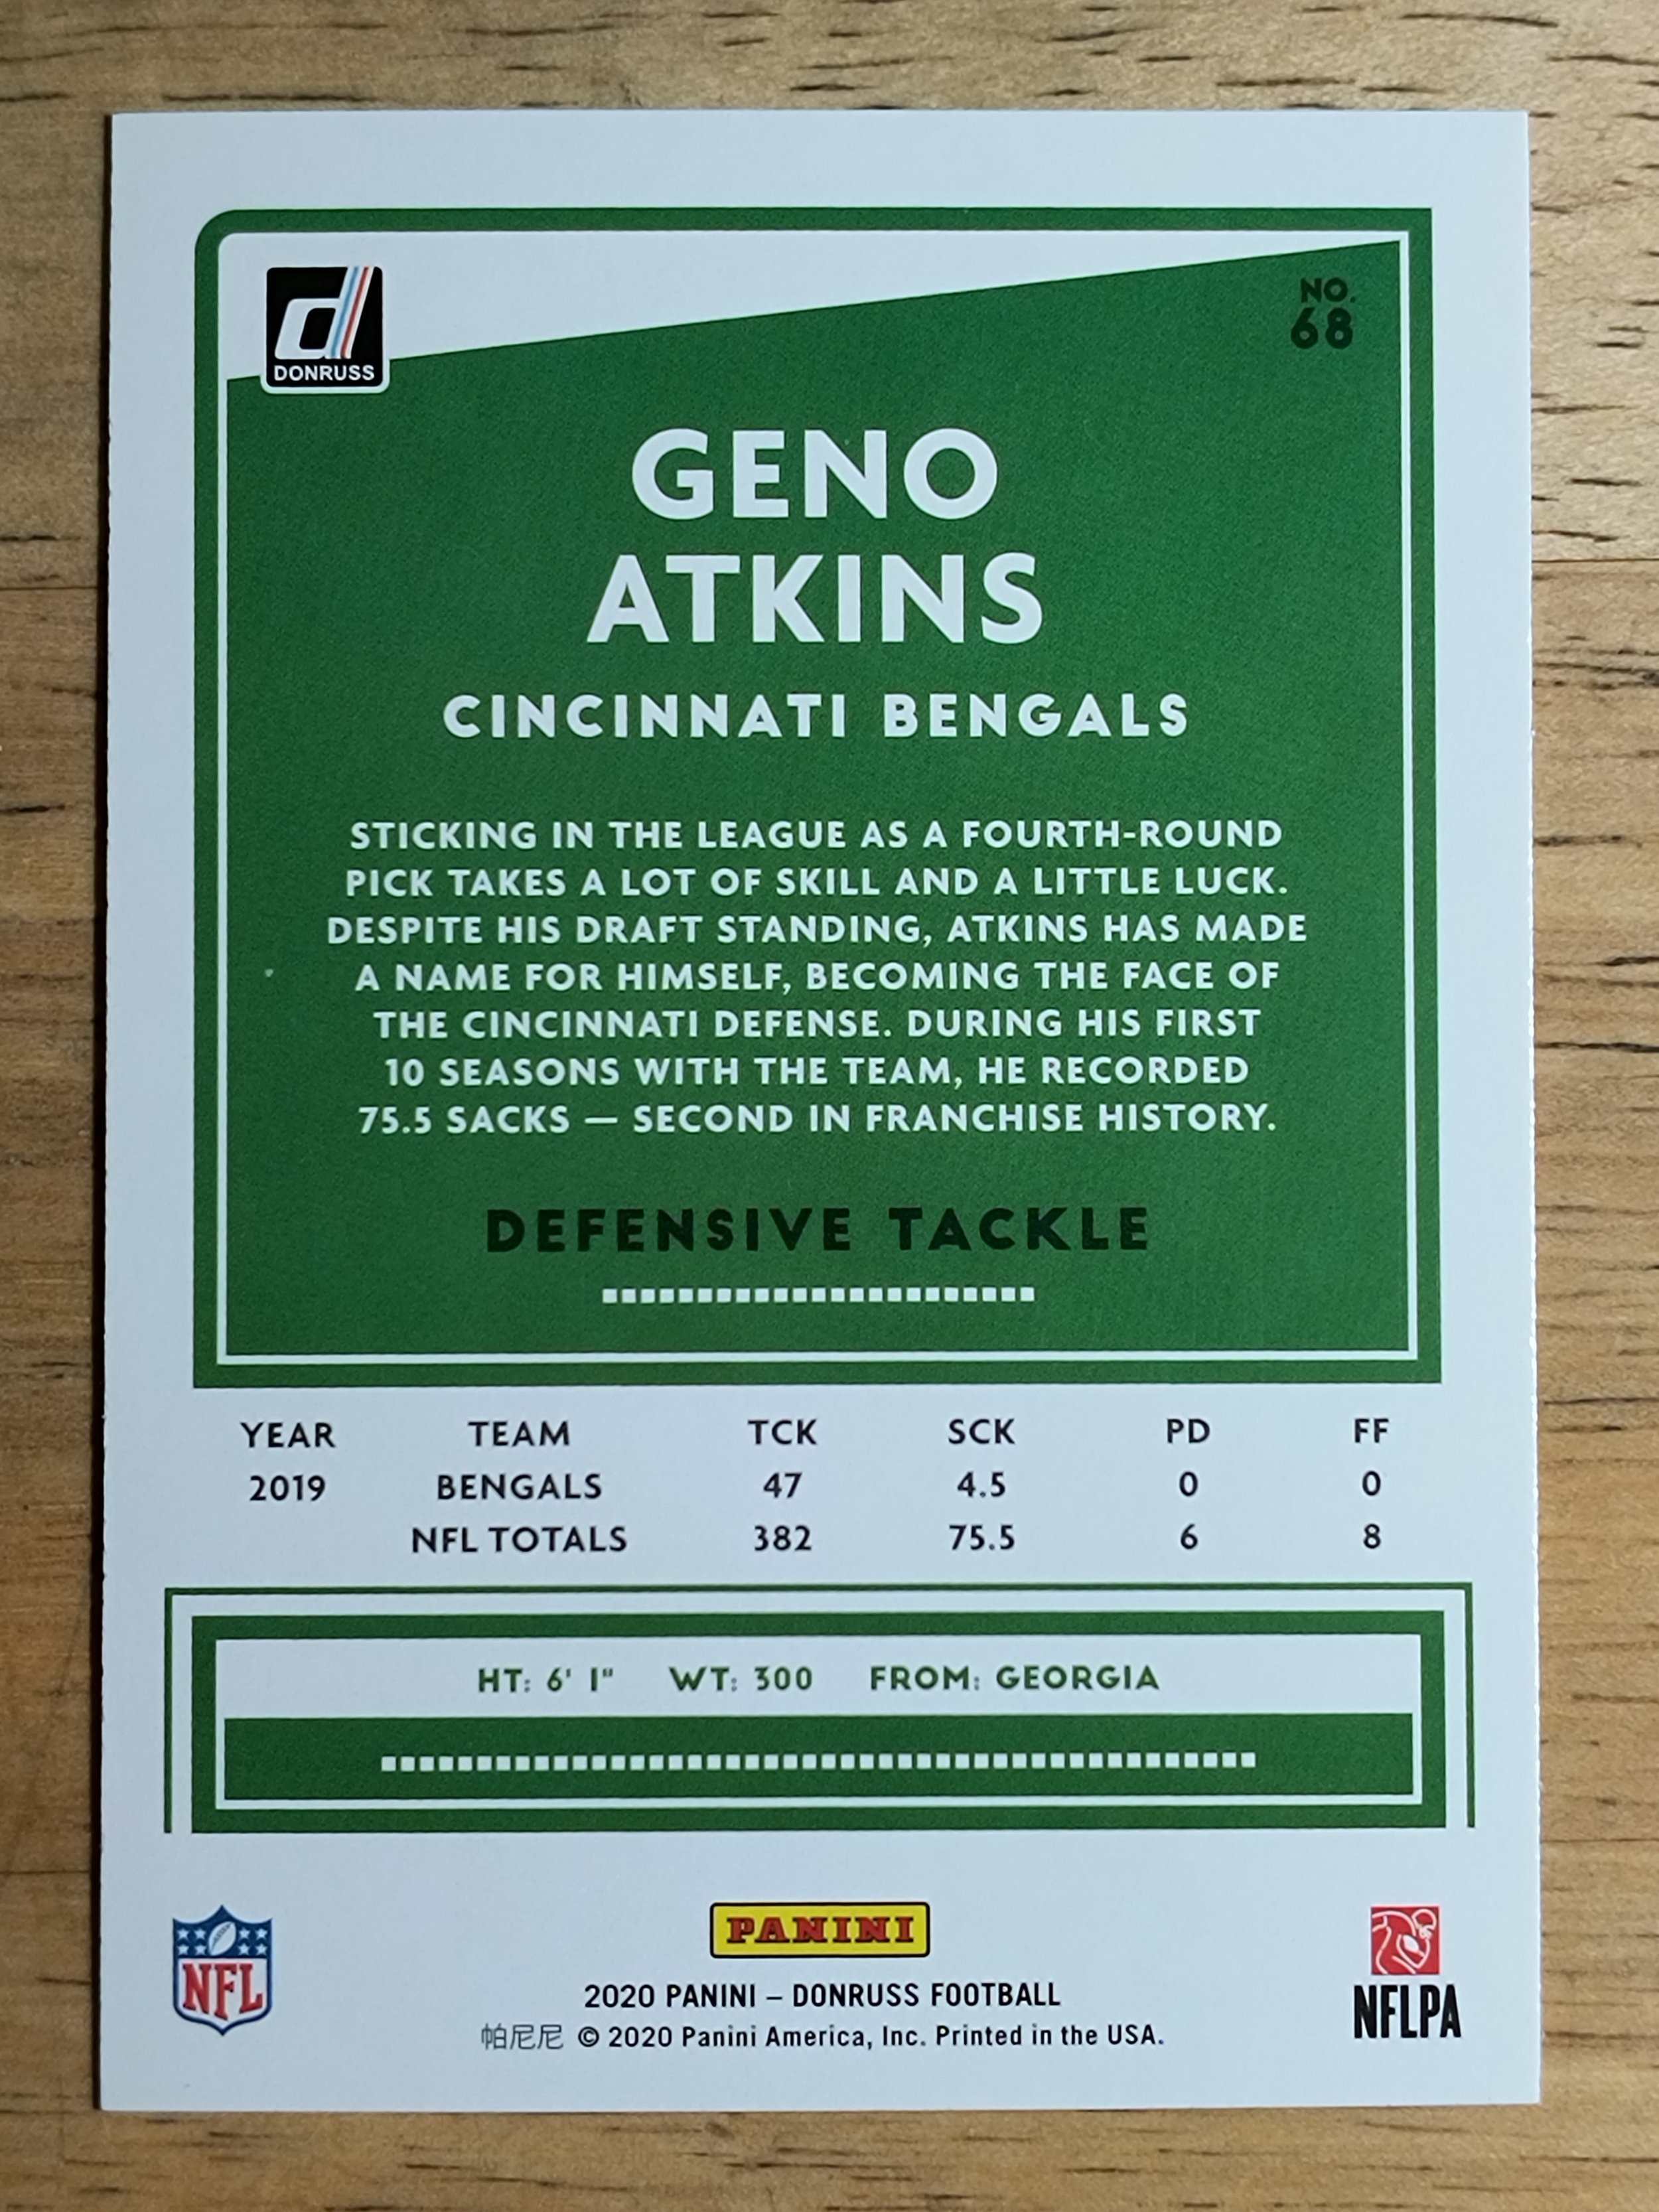 DONRUSS
NO.
68
GENO
ATKINS
CINCINNATI BENGALS
STICKING IN THE LEAGUE AS A FOURTH-ROUND
PICK TAKES A LOT OF SKILL AND A LITTLE LUCK.
DESPITE HIS DRAFT STANDING, ATKINS HAS MADE
A NAME FOR HIMSELF, BECOMING THE FACE OF
THE CINCINNATI DEFENSE. DURING HIS FIRST
10 SEASONS WITH THE TEAM, HE RECORDED
75.5 SACKS — SECOND IN FRANCHISE HISTORY.
DEFENSIVE TACKLE
YEAR TEAM TCK SCK PD FF
2019 BENGALS 47 4.5 0 0
NFL TOTALS 382 75.5 6 8
HT: 6' 1" WT: 300 FROM: GEORGIA
NFL
PANINI
NFLPA
2020 PANINI – DONRUSS FOOTBALL
帕尼尼 © 2020 Panini America, Inc. Printed in the USA.